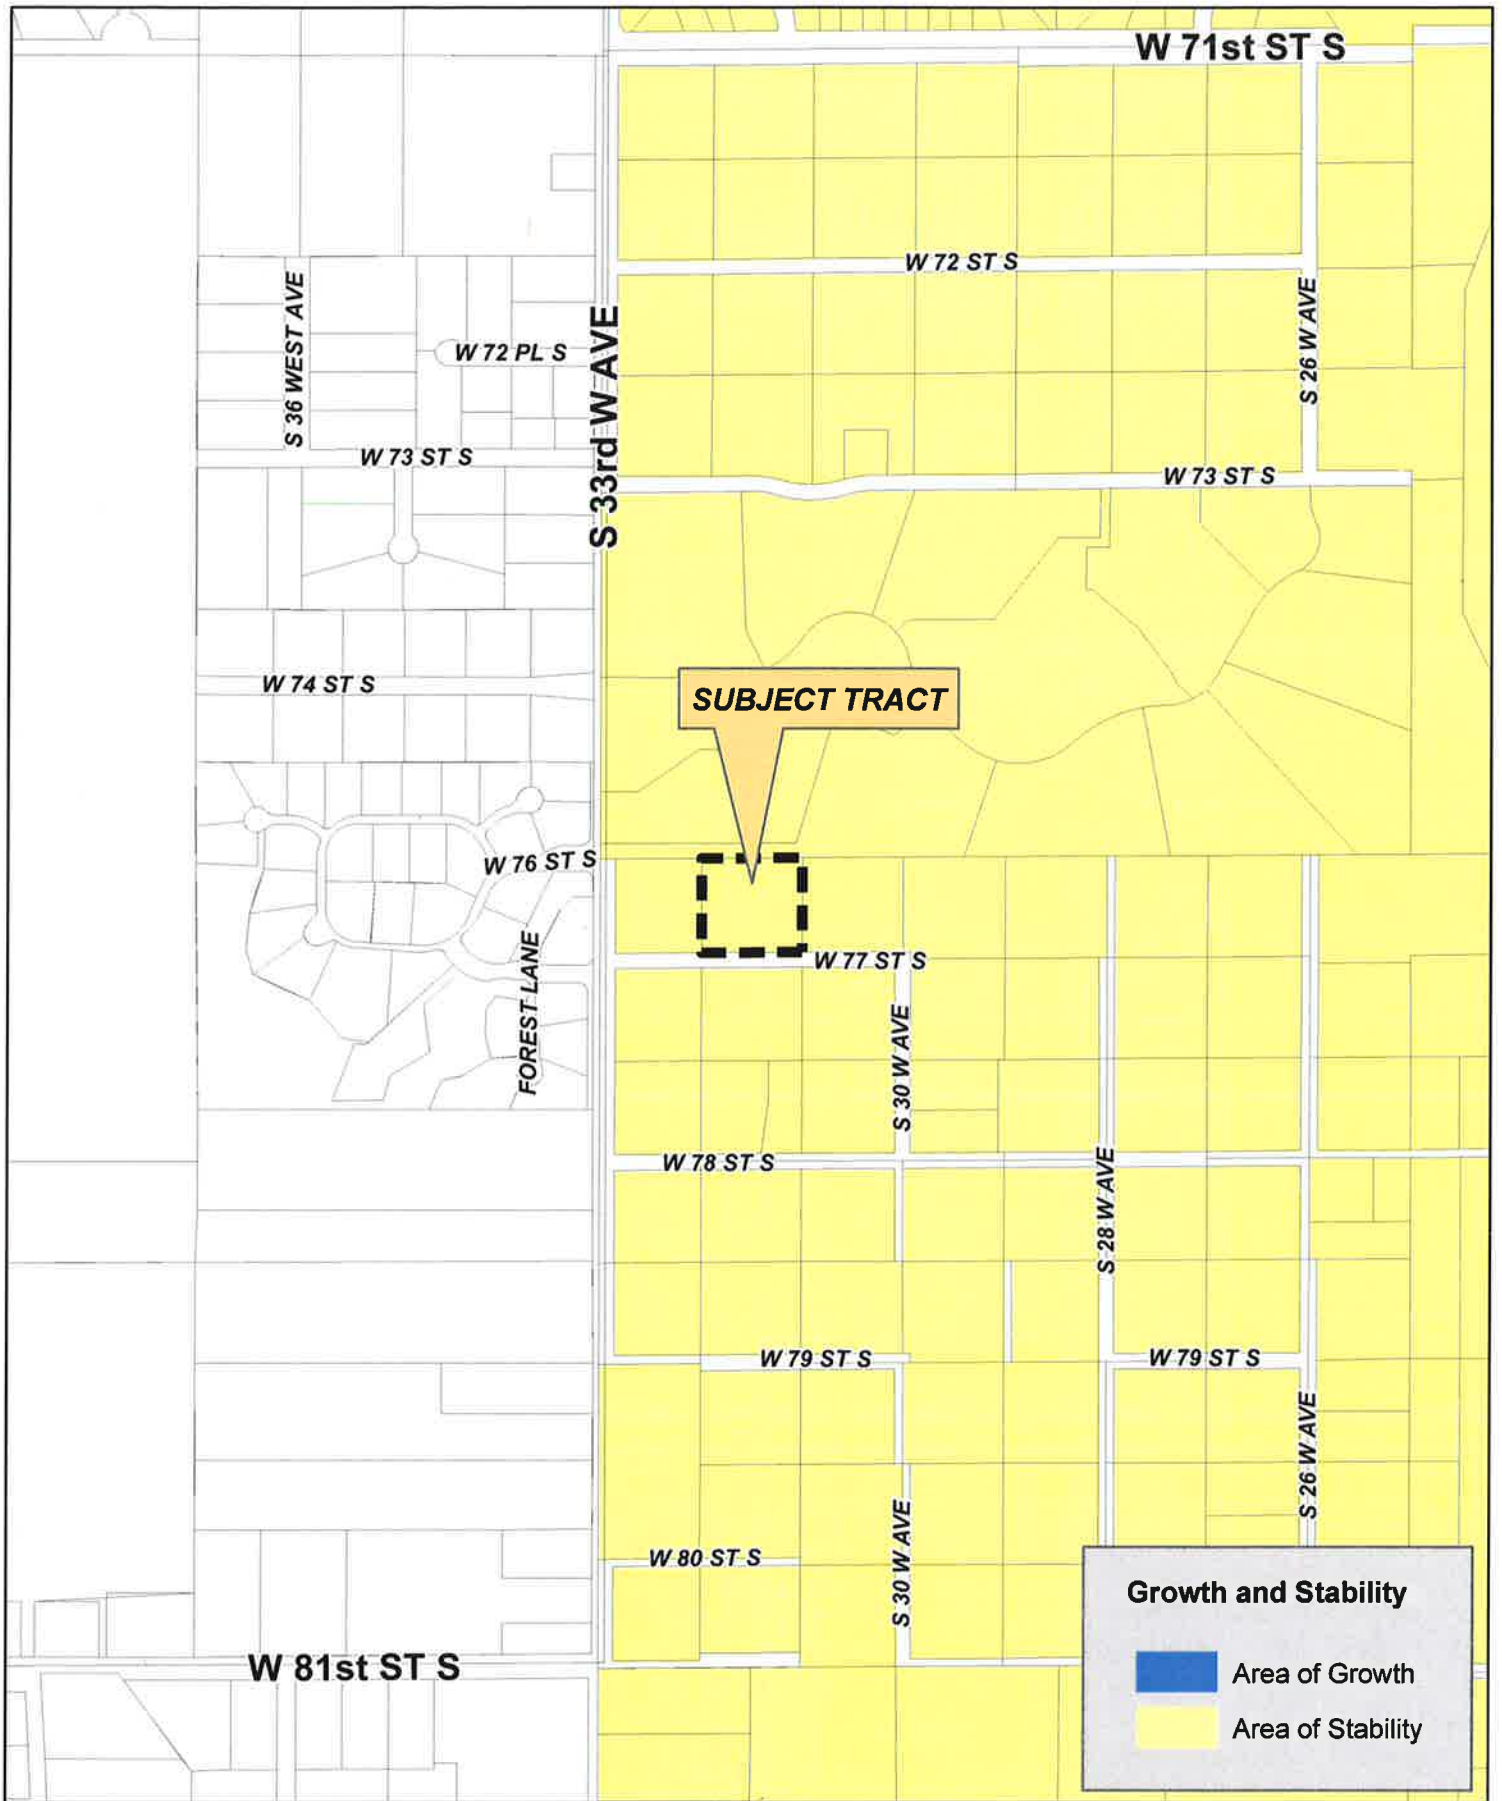 W 71st ST S
W 72 ST S
S 36 WEST AVE
S 26 W AVE
W 72 PL S
S 33rd W AVE
W 73 ST S
W 73 ST S
W 74 ST S
SUBJECT TRACT
W 76 ST S
FOREST LANE
W 77 ST S
S 30 W AVE
W 78 ST S
S 28 W AVE
W 79 ST S
W 79 ST S
S 26 W AVE
W 80 ST S
S 30 W AVE
W 81st ST S
Growth and Stability
Area of Growth
Area of Stability